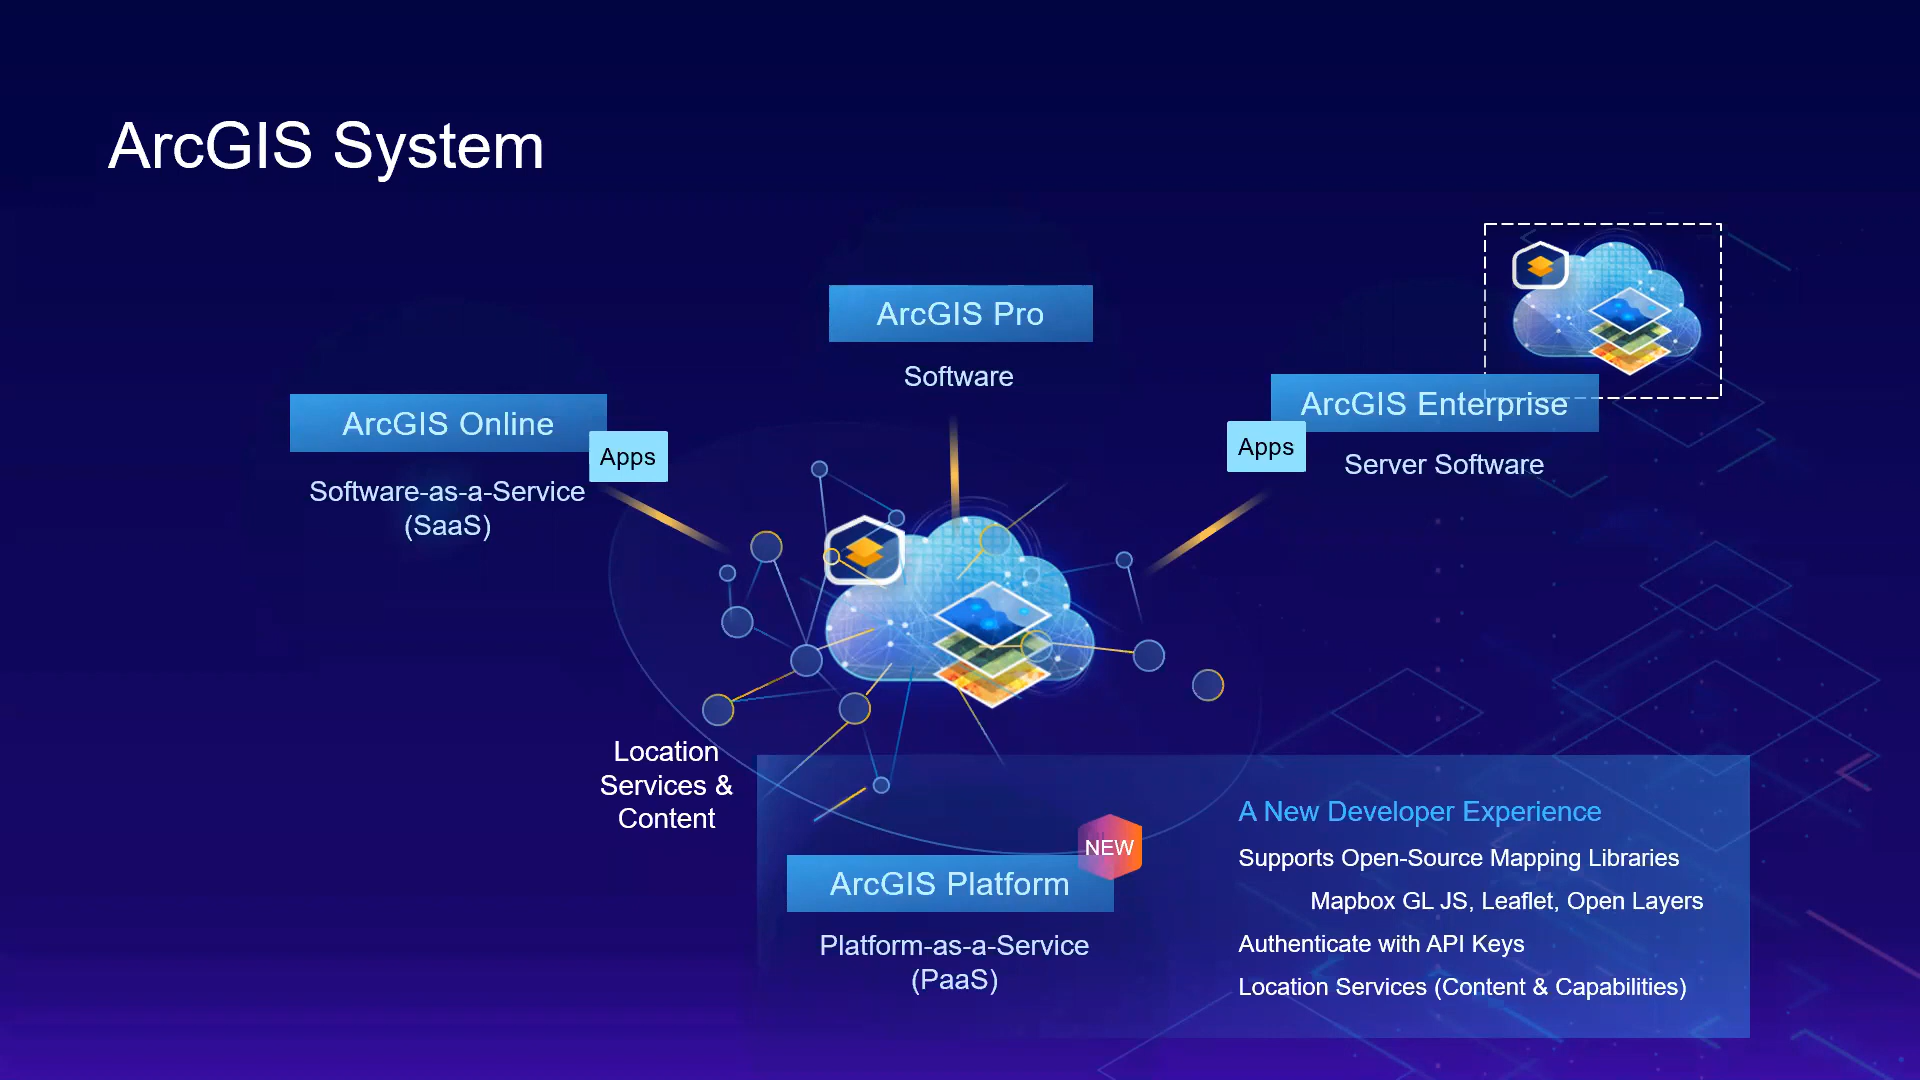 ArcGIS System
ArcGIS Pro
Software
ArcGIS Online
Apps
Software-as-a-Service
(SaaS)
ArcGIS Enterprise
Apps
Server Software
Location
Services &
Content
NEW
ArcGIS Platform
Platform-as-a-Service
(PaaS)
A New Developer Experience
Supports Open-Source Mapping Libraries
Mapbox GL JS, Leaflet, Open Layers
Authenticate with API Keys
Location Services (Content & Capabilities)